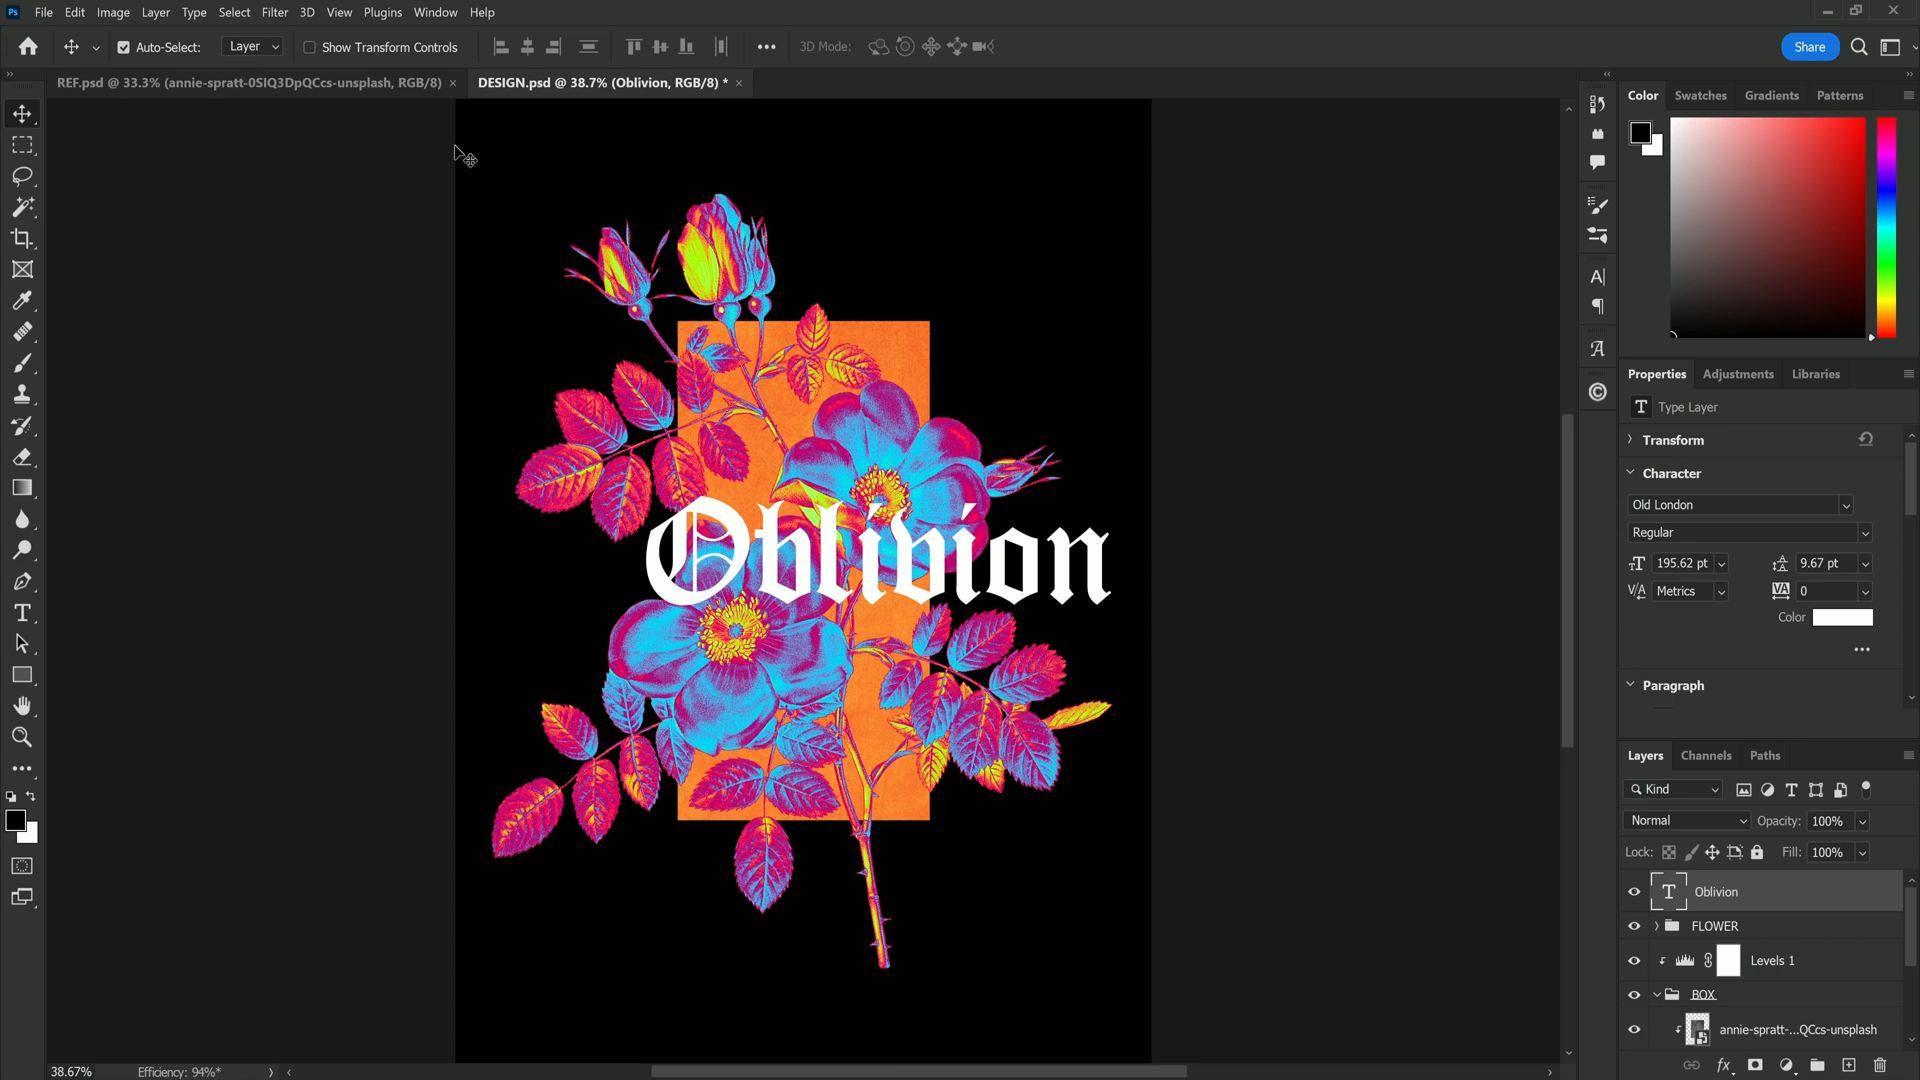 Ps File Edit Image Layer Type Select Filter 3D View Plugins Window Help
Auto-Select: Layer Show Transform Controls 3D Mode: Share
REF.psd @ 33.3% (annie-spratt-0SIQ3DpQCcs-unsplash, RGB/8) × DESIGN.psd @ 38.7% (Oblivion, RGB/8) * ×
Color Swatches Gradients Patterns
Oblivion
Properties Adjustments Libraries
T Type Layer
Transform
Character
Old London
Regular
195.62 pt 9.67 pt
Metrics 0
Color
Paragraph
Layers Channels Paths
Kind
Normal Opacity: 100%
Lock: Fill: 100%
T Oblivion
FLOWER
Levels 1
BOX
annie-spratt-...QCcs-unsplash
fx
38.67% Efficiency: 94%*